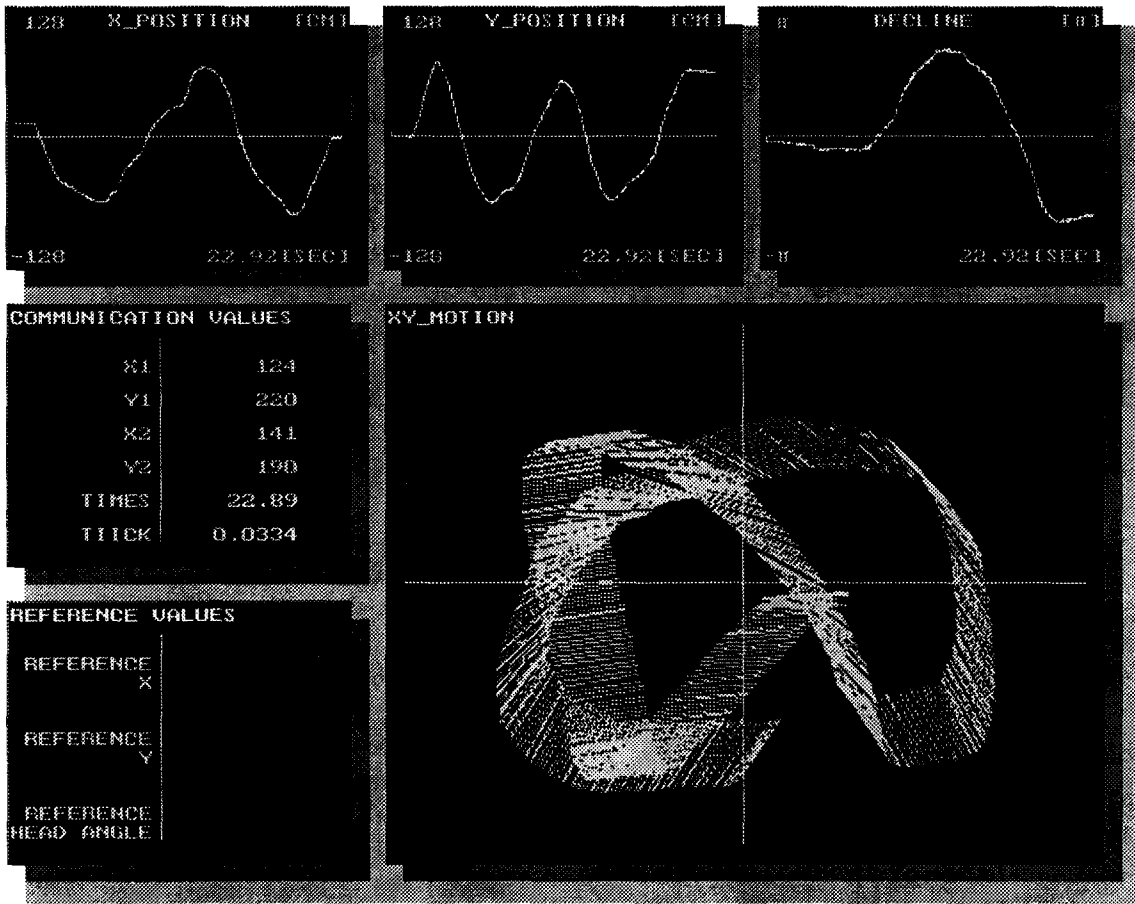 128 X_POSITION [CM]
-128 22.92[SEC]
128 Y_POSITION [CM]
-128 22.92[SEC]
π DECLINE [π]
-π 22.92[SEC]
COMMUNICATION VALUES
X1 124
Y1 220
X2 141
Y2 190
TIMES 22.89
TIICK 0.0334
REFERENCE VALUES
REFERENCE
X
REFERENCE
Y
REFERENCE
HEAD ANGLE
XY_MOTION